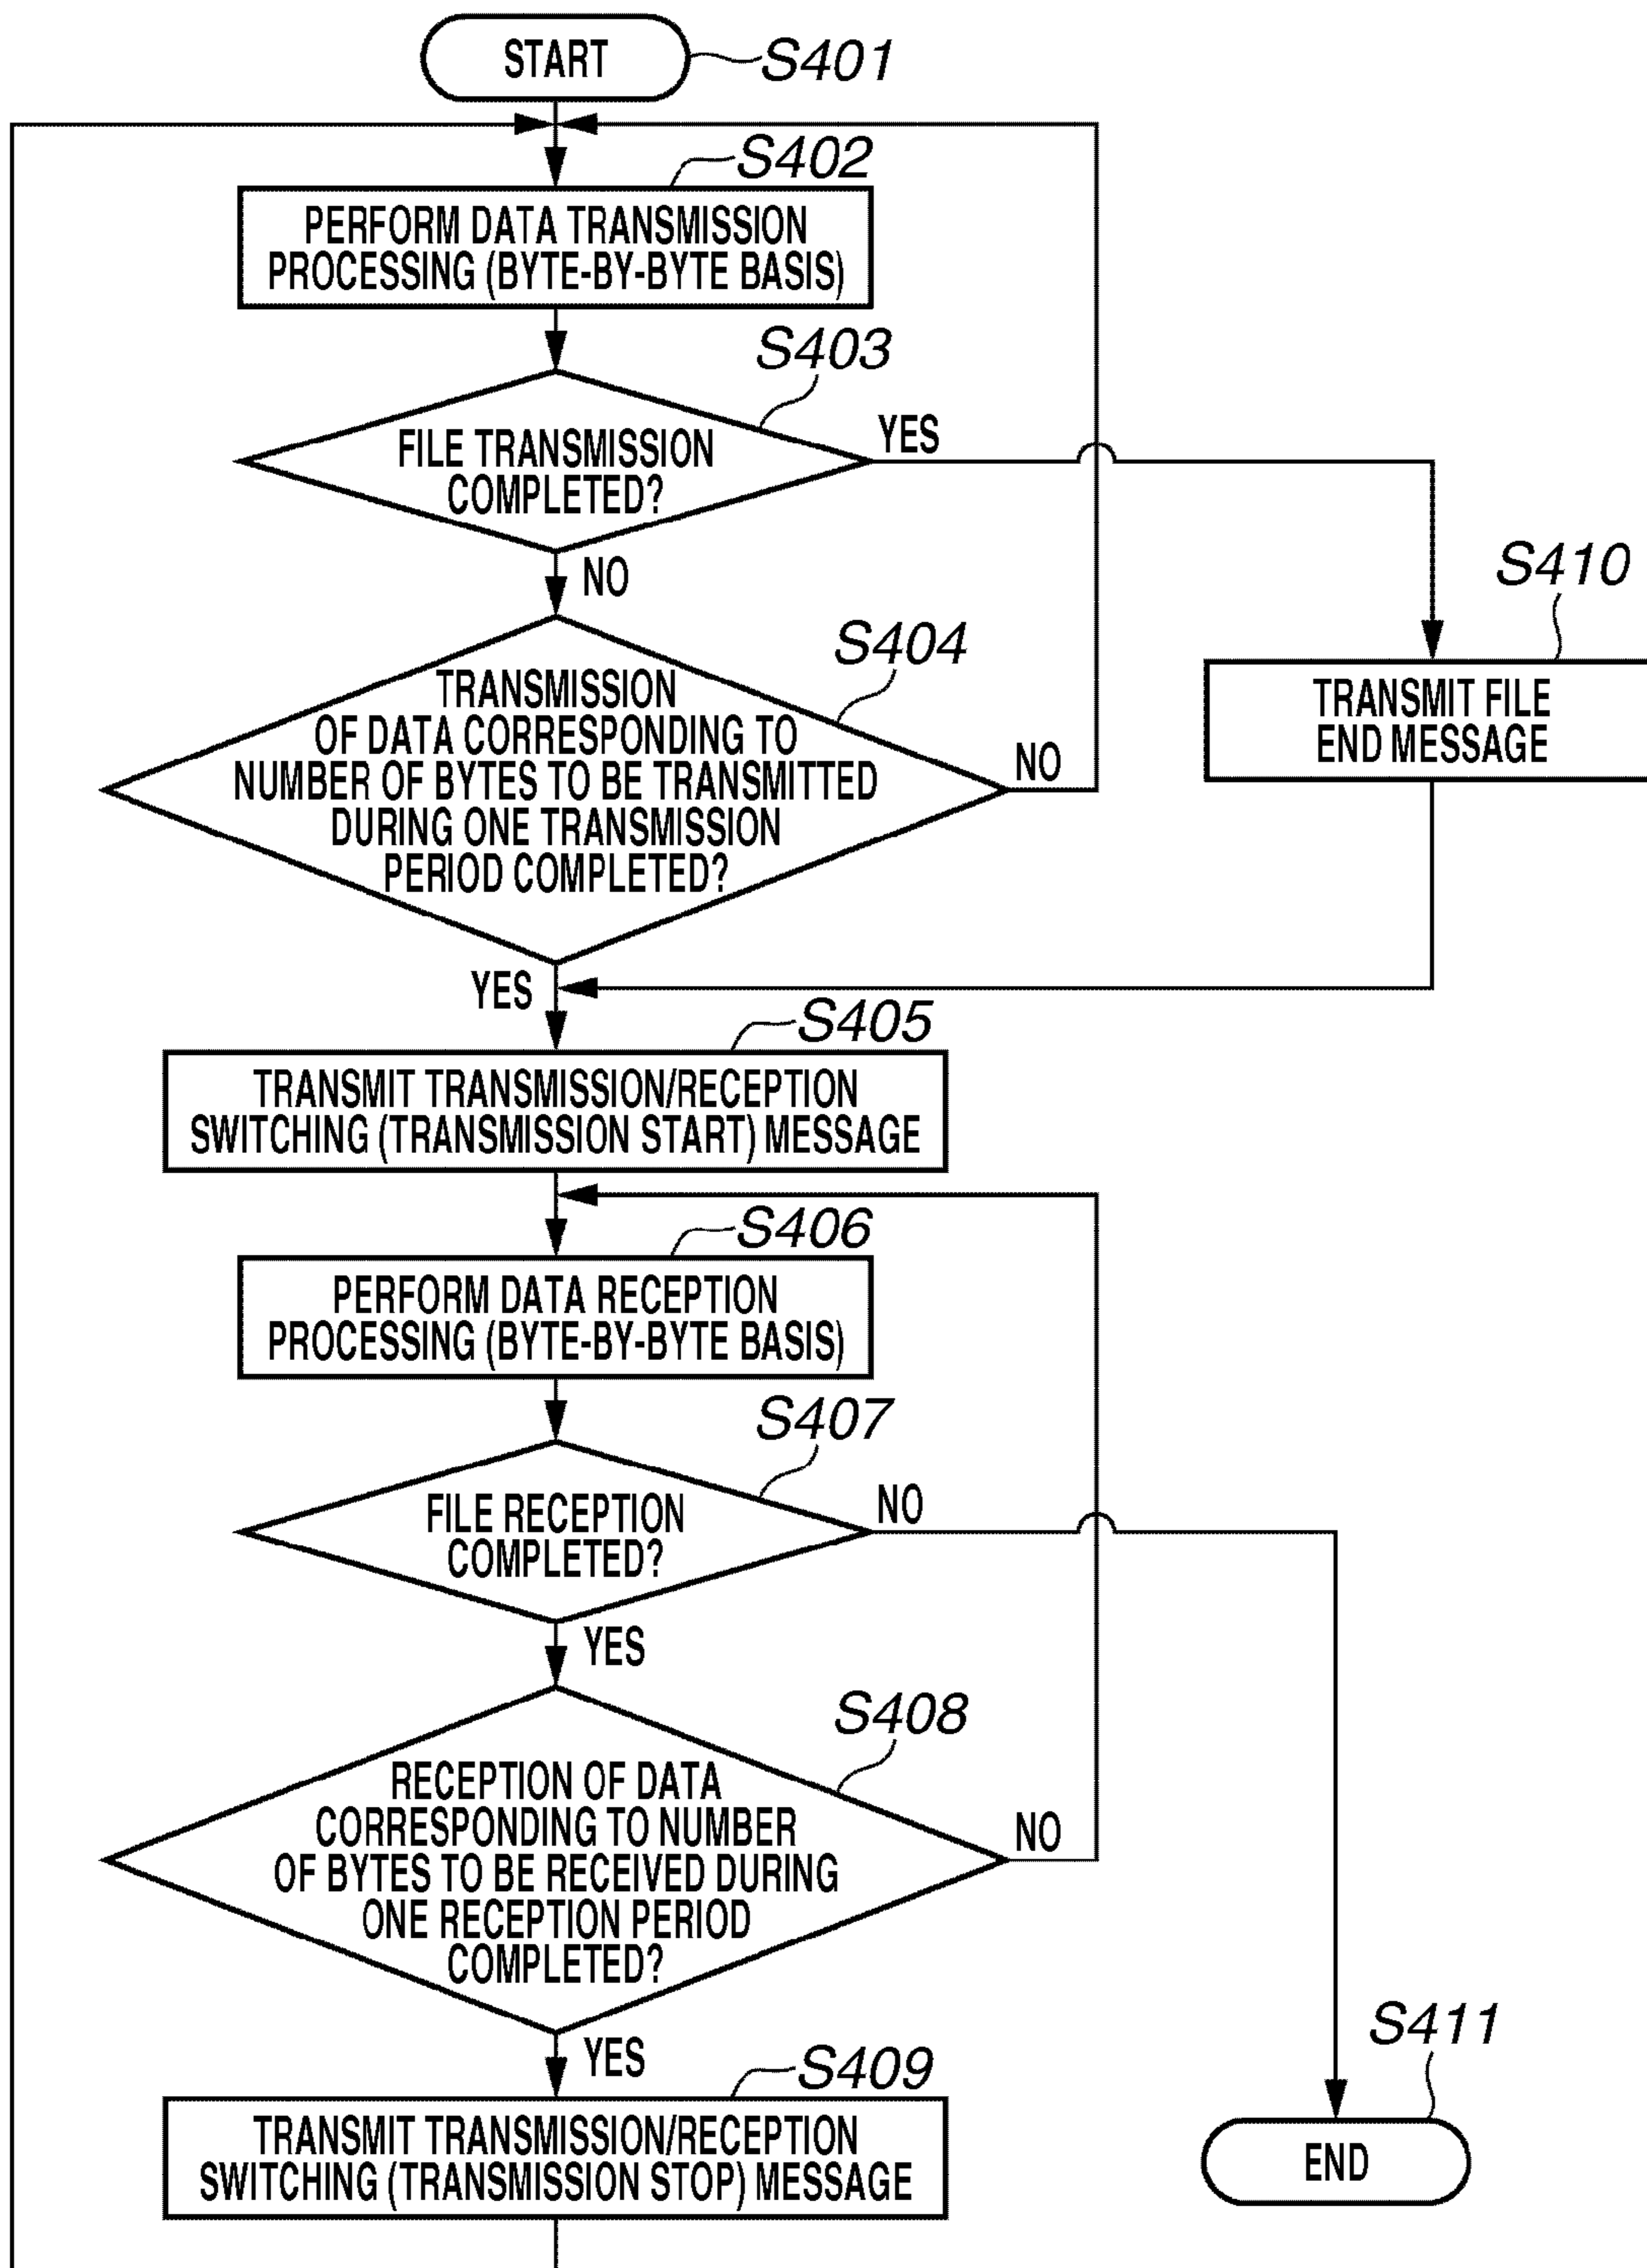 START
S401
S402
PERFORM DATA TRANSMISSION
PROCESSING (BYTE-BY-BYTE BASIS)
S403
FILE TRANSMISSION
COMPLETED?
YES
NO
S410
TRANSMIT FILE
END MESSAGE
S404
TRANSMISSION
OF DATA CORRESPONDING TO
NUMBER OF BYTES TO BE TRANSMITTED
DURING ONE TRANSMISSION
PERIOD COMPLETED?
NO
YES
S405
TRANSMIT TRANSMISSION/RECEPTION
SWITCHING (TRANSMISSION START) MESSAGE
S406
PERFORM DATA RECEPTION
PROCESSING (BYTE-BY-BYTE BASIS)
S407
FILE RECEPTION
COMPLETED?
NO
YES
S408
RECEPTION OF DATA
CORRESPONDING TO NUMBER
OF BYTES TO BE RECEIVED DURING
ONE RECEPTION PERIOD
COMPLETED?
NO
YES
S409
TRANSMIT TRANSMISSION/RECEPTION
SWITCHING (TRANSMISSION STOP) MESSAGE
S411
END